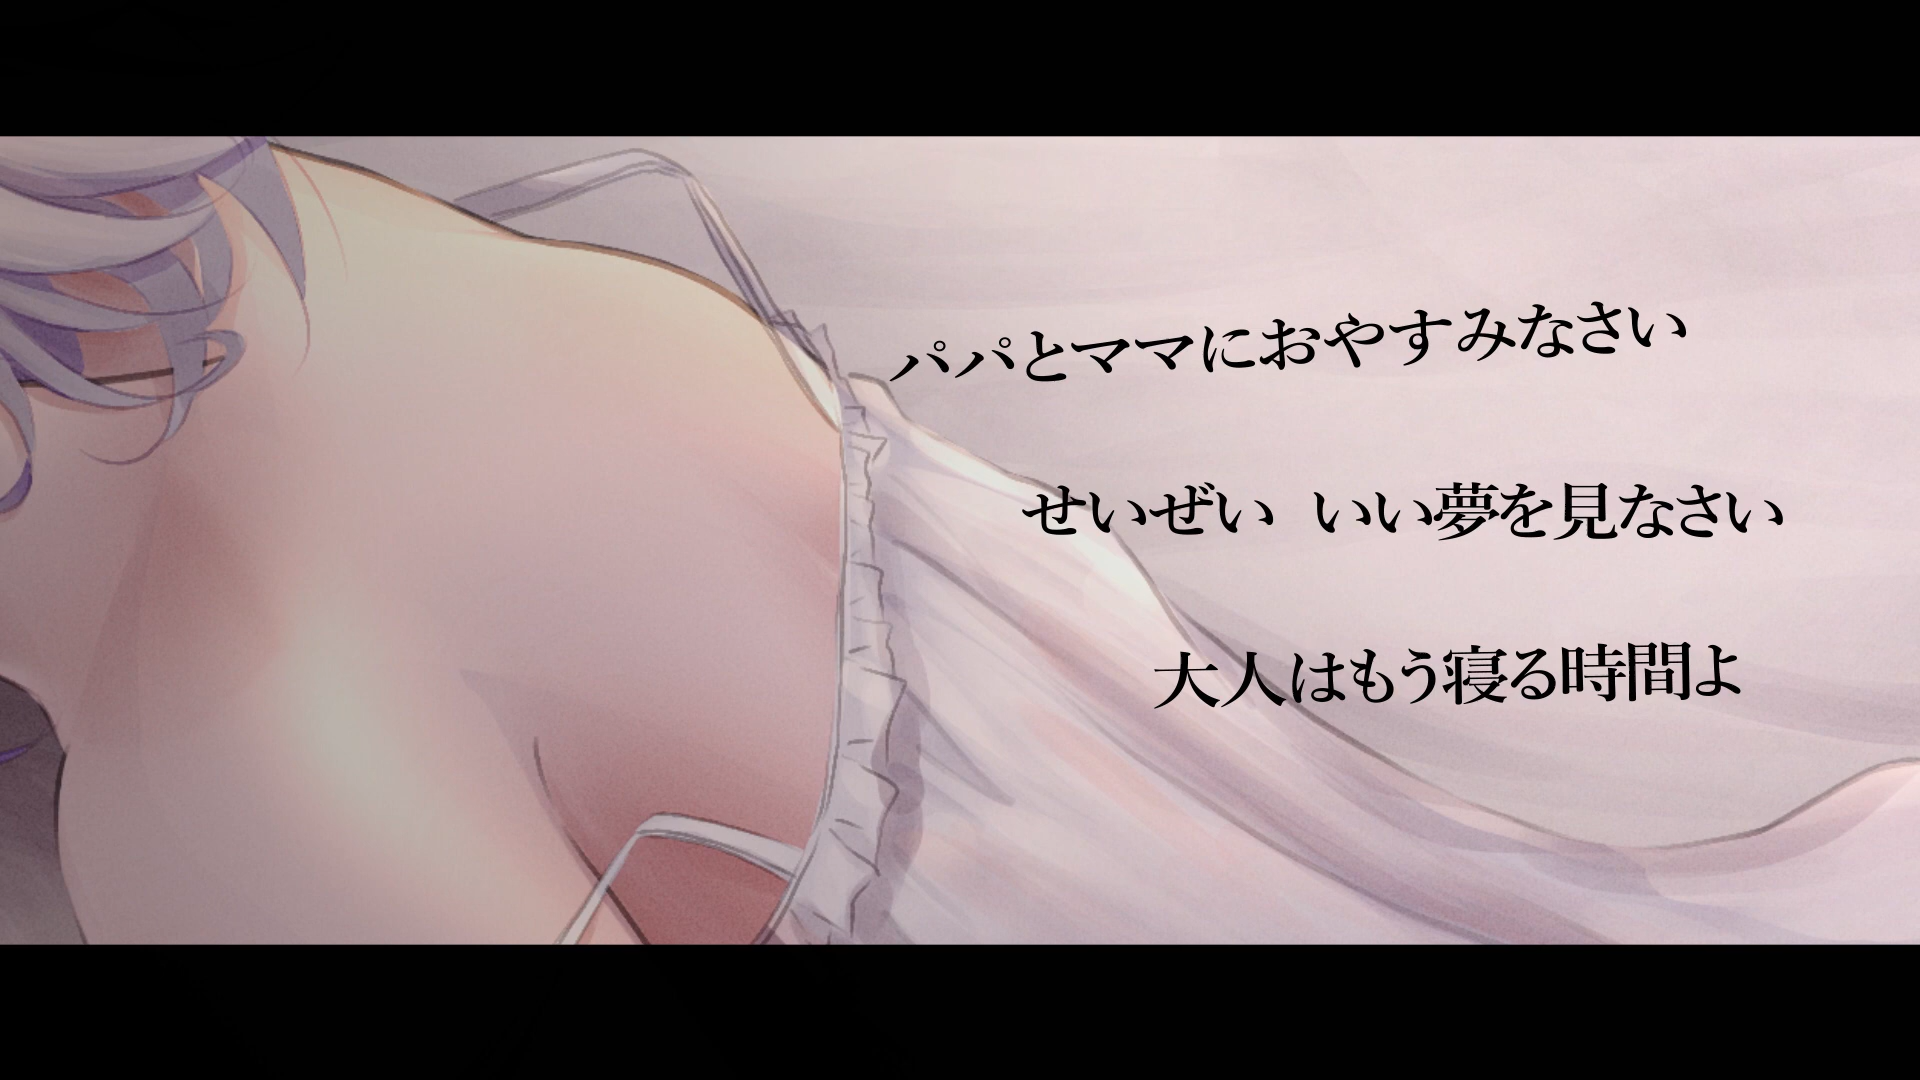 パパとママにおやすみなさい
せいぜい いい夢を見なさい
大人はもう寝る時間よ